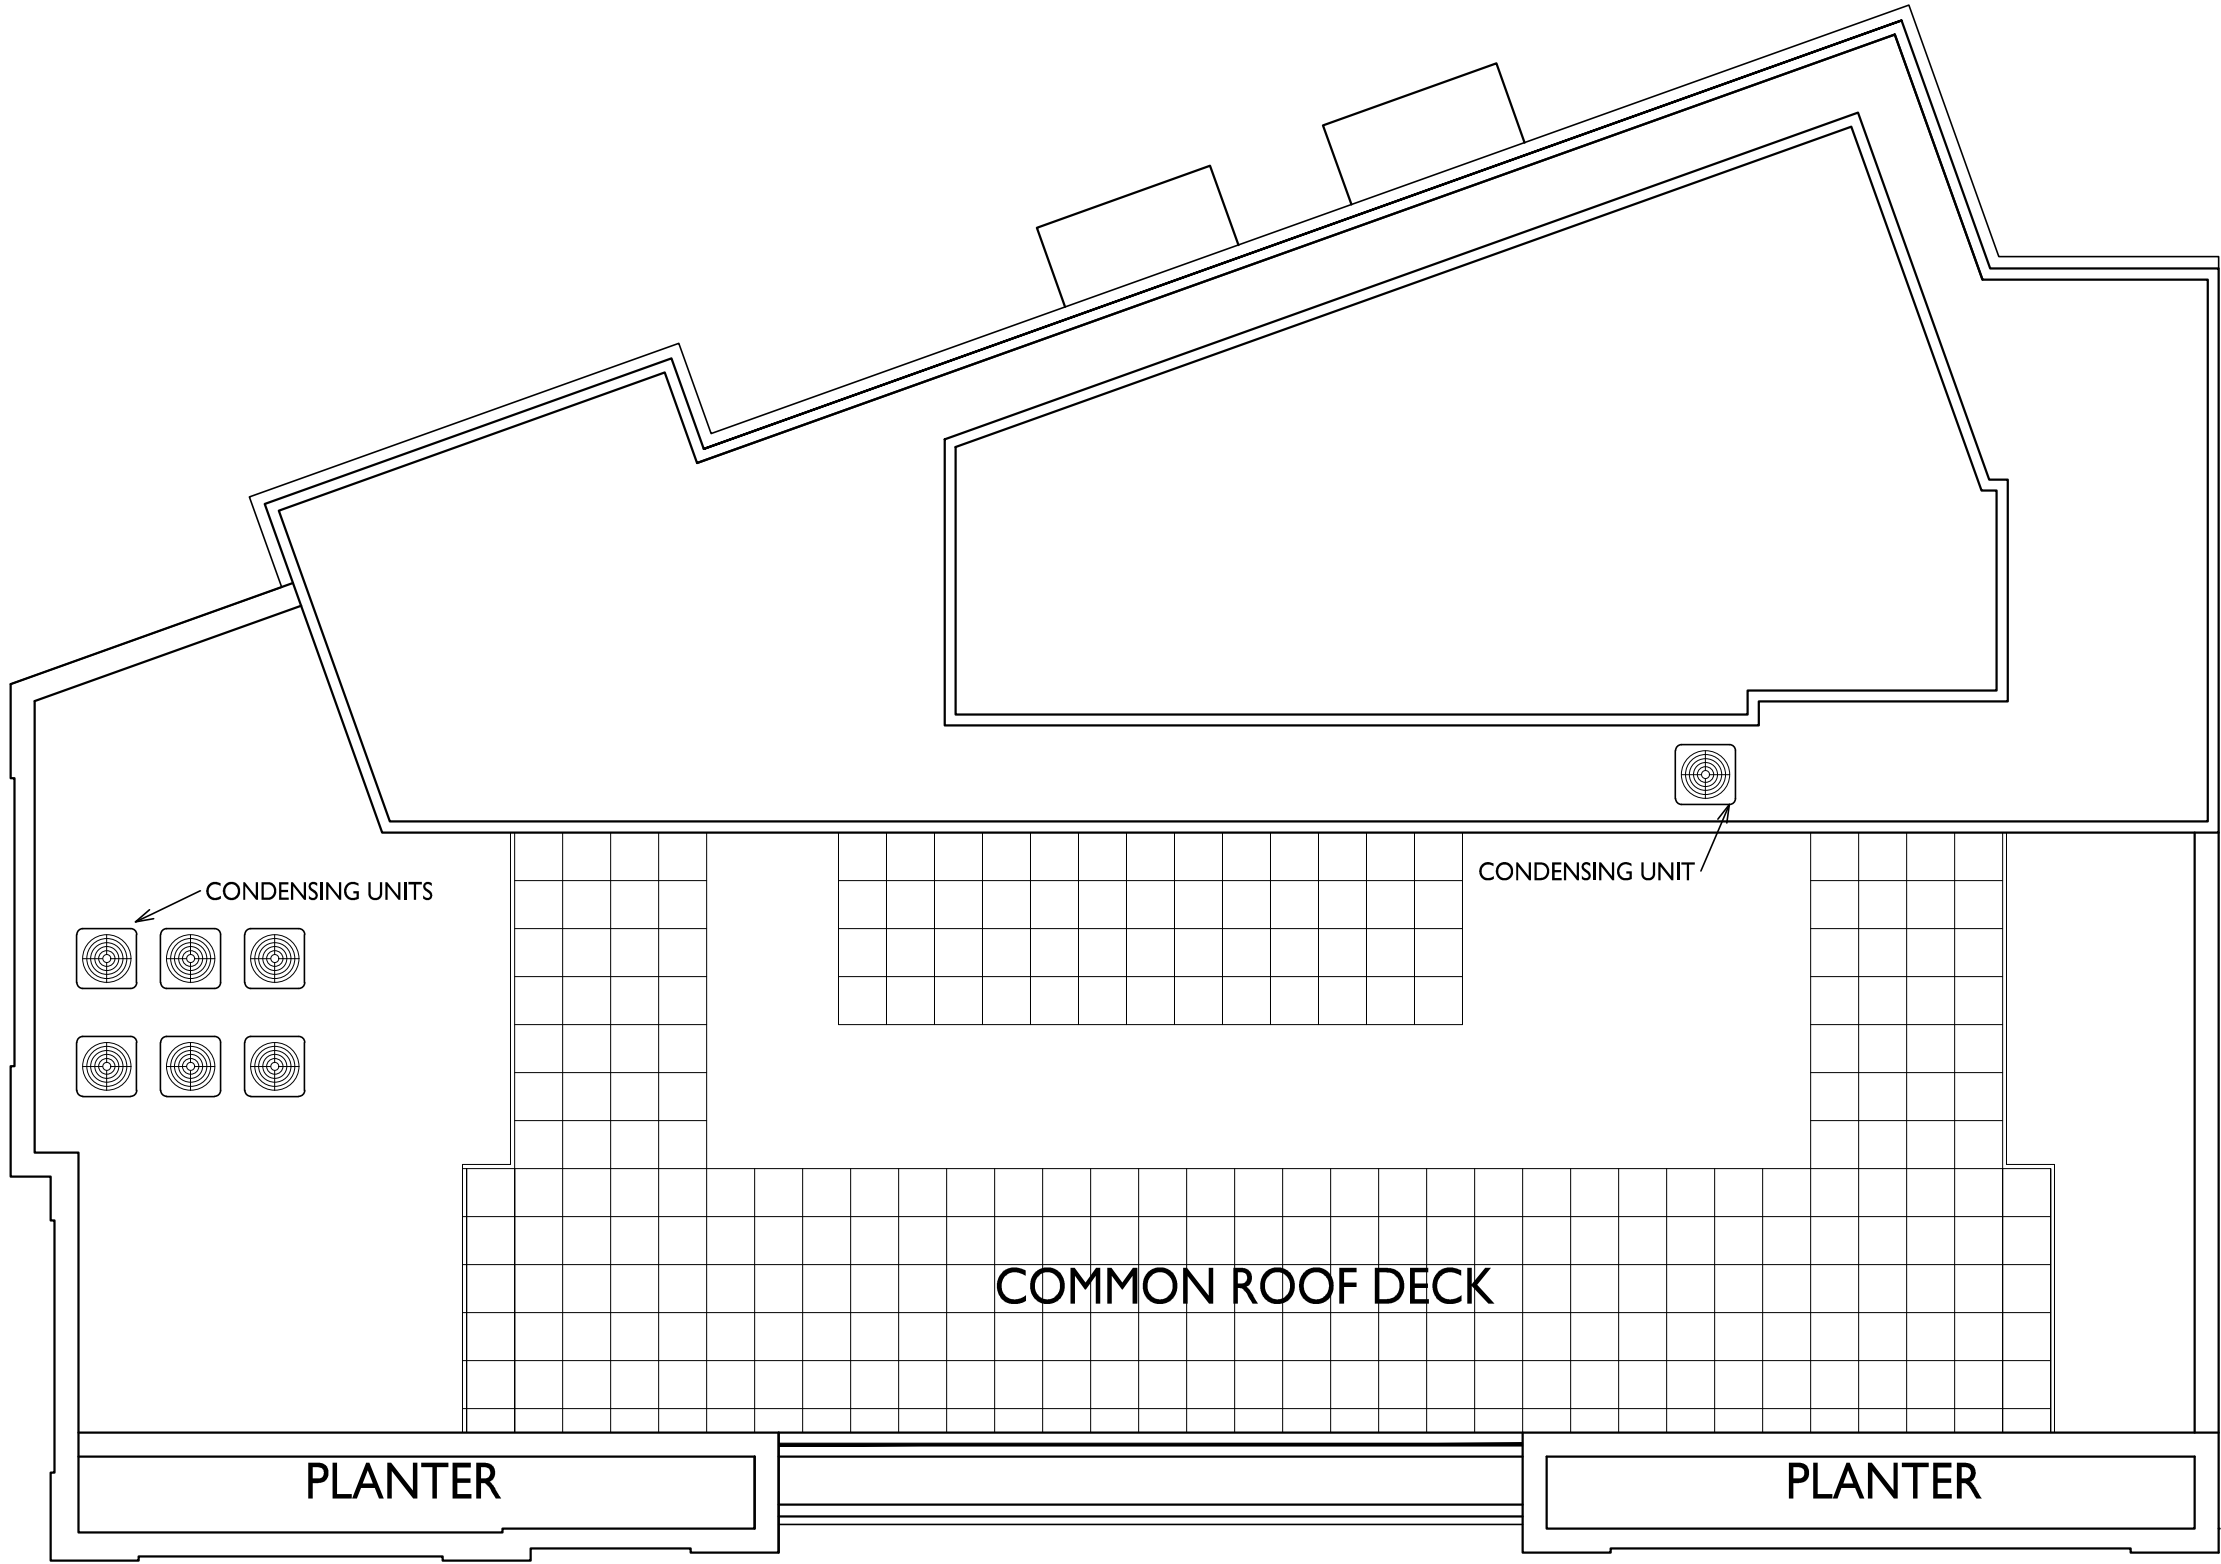 CONDENSING UNIT
CONDENSING UNITS
COMMON ROOF DECK
PLANTER
PLANTER